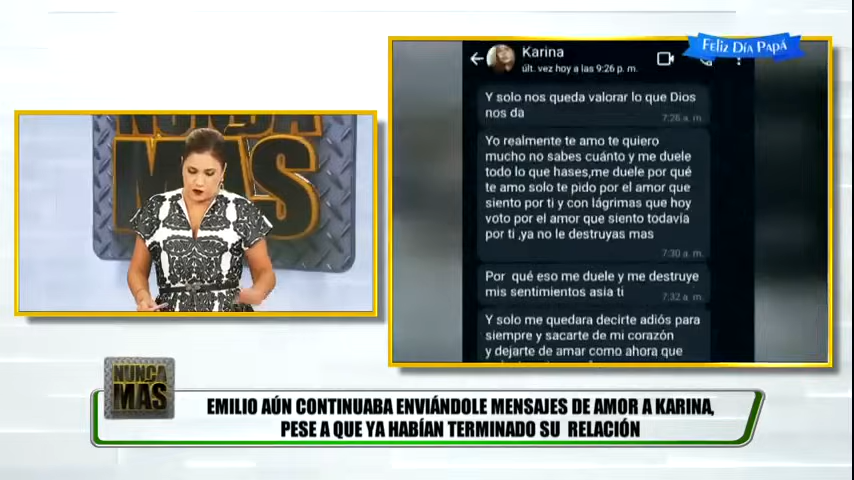 FELIZ DÍA PAPÁ
NUNCA
MAS
Karina
últ. vez hoy a las 9:26 p. m.
Y solo nos queda valorar lo que Dios
nos da
7:26 a. m.
Yo realmente te amo te quiero
mucho no sabes cuánto y me duele
todo lo que hases,me duele por qué
te amo solo te pido por el amor que
siento por ti y con lágrimas que hoy
voto por el amor que siento todavía
por ti ,ya no le destruyas mas
7:30 a. m.
Por qué eso me duele y me destruye
mis sentimientos asia ti
7:32 a. m.
Y solo me quedara decirte adiós para
siempre y sacarte de mi corazón
y dejarte de amar como ahora que
NUNCA
MAS
EMILIO AÚN CONTINUABA ENVIÁNDOLE MENSAJES DE AMOR A KARINA,
PESE A QUE YA HABÍAN TERMINADO SU RELACIÓN